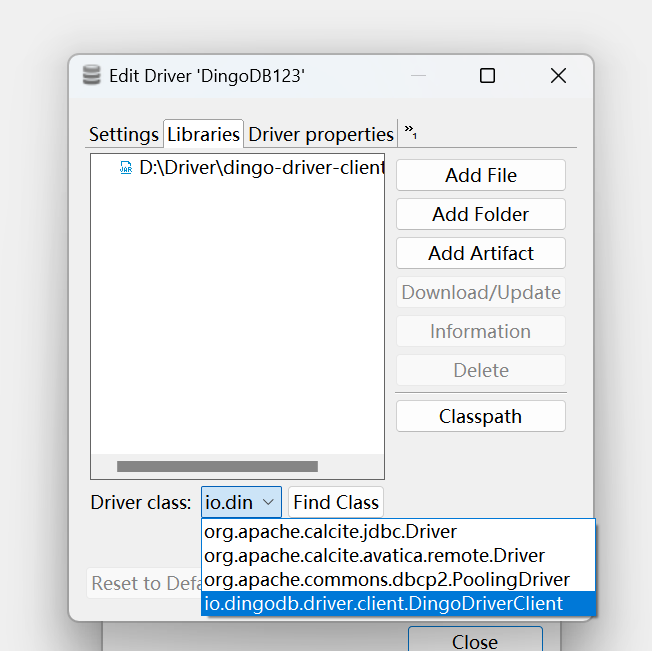 Edit Driver 'DingoDB123'
Settings Libraries Driver properties »1
D:\Driver\dingo-driver-client
Add File
Add Folder
Add Artifact
Download/Update
Information
Delete
Classpath
Driver class: io.din Find Class
org.apache.calcite.jdbc.Driver
org.apache.calcite.avatica.remote.Driver
org.apache.commons.dbcp2.PoolingDriver
Reset to Defa
io.dingodb.driver.client.DingoDriverClient
Close